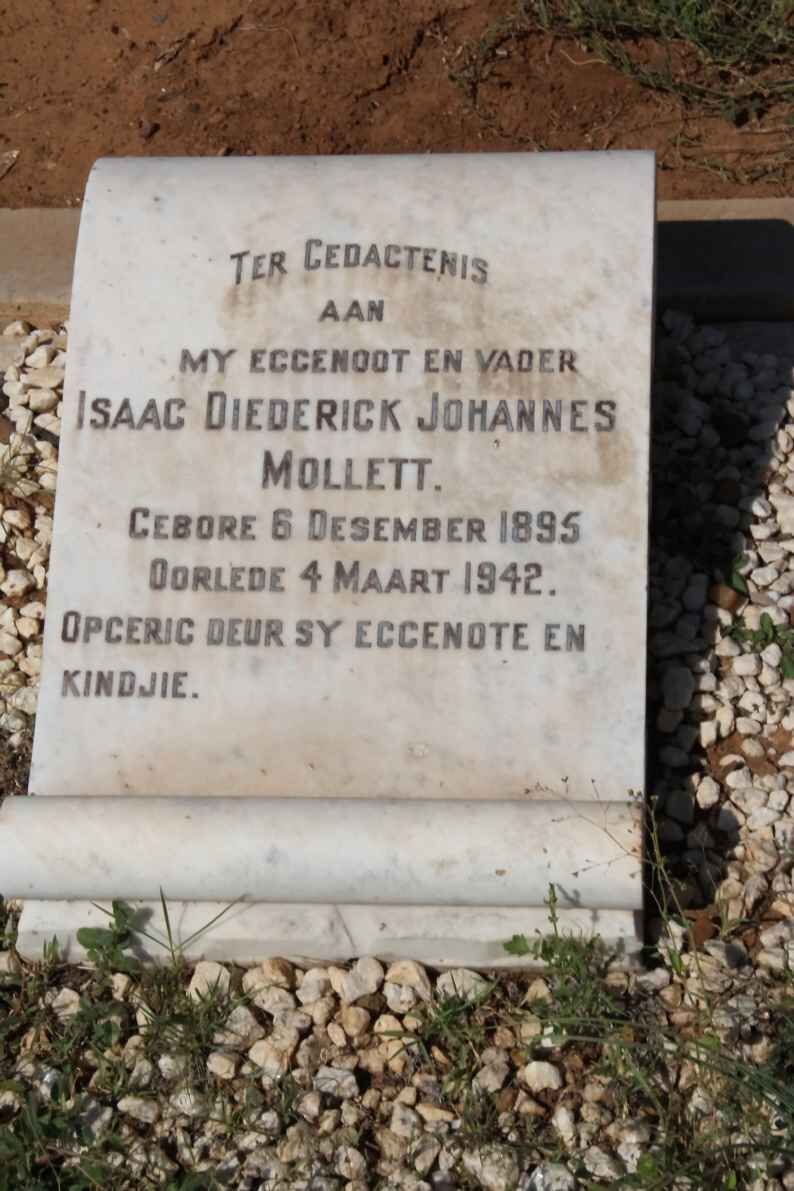 TER GEDAGTENIS
AAN
MY EGGENOOT EN VADER
ISAAC DIEDERICK JOHANNES
MOLLETT.
GEBORE 6 DESEMBER 1895
OORLEDE 4 MAART 1942.
OPGERIG DEUR SY EGGENOTE EN
KINDJIE.